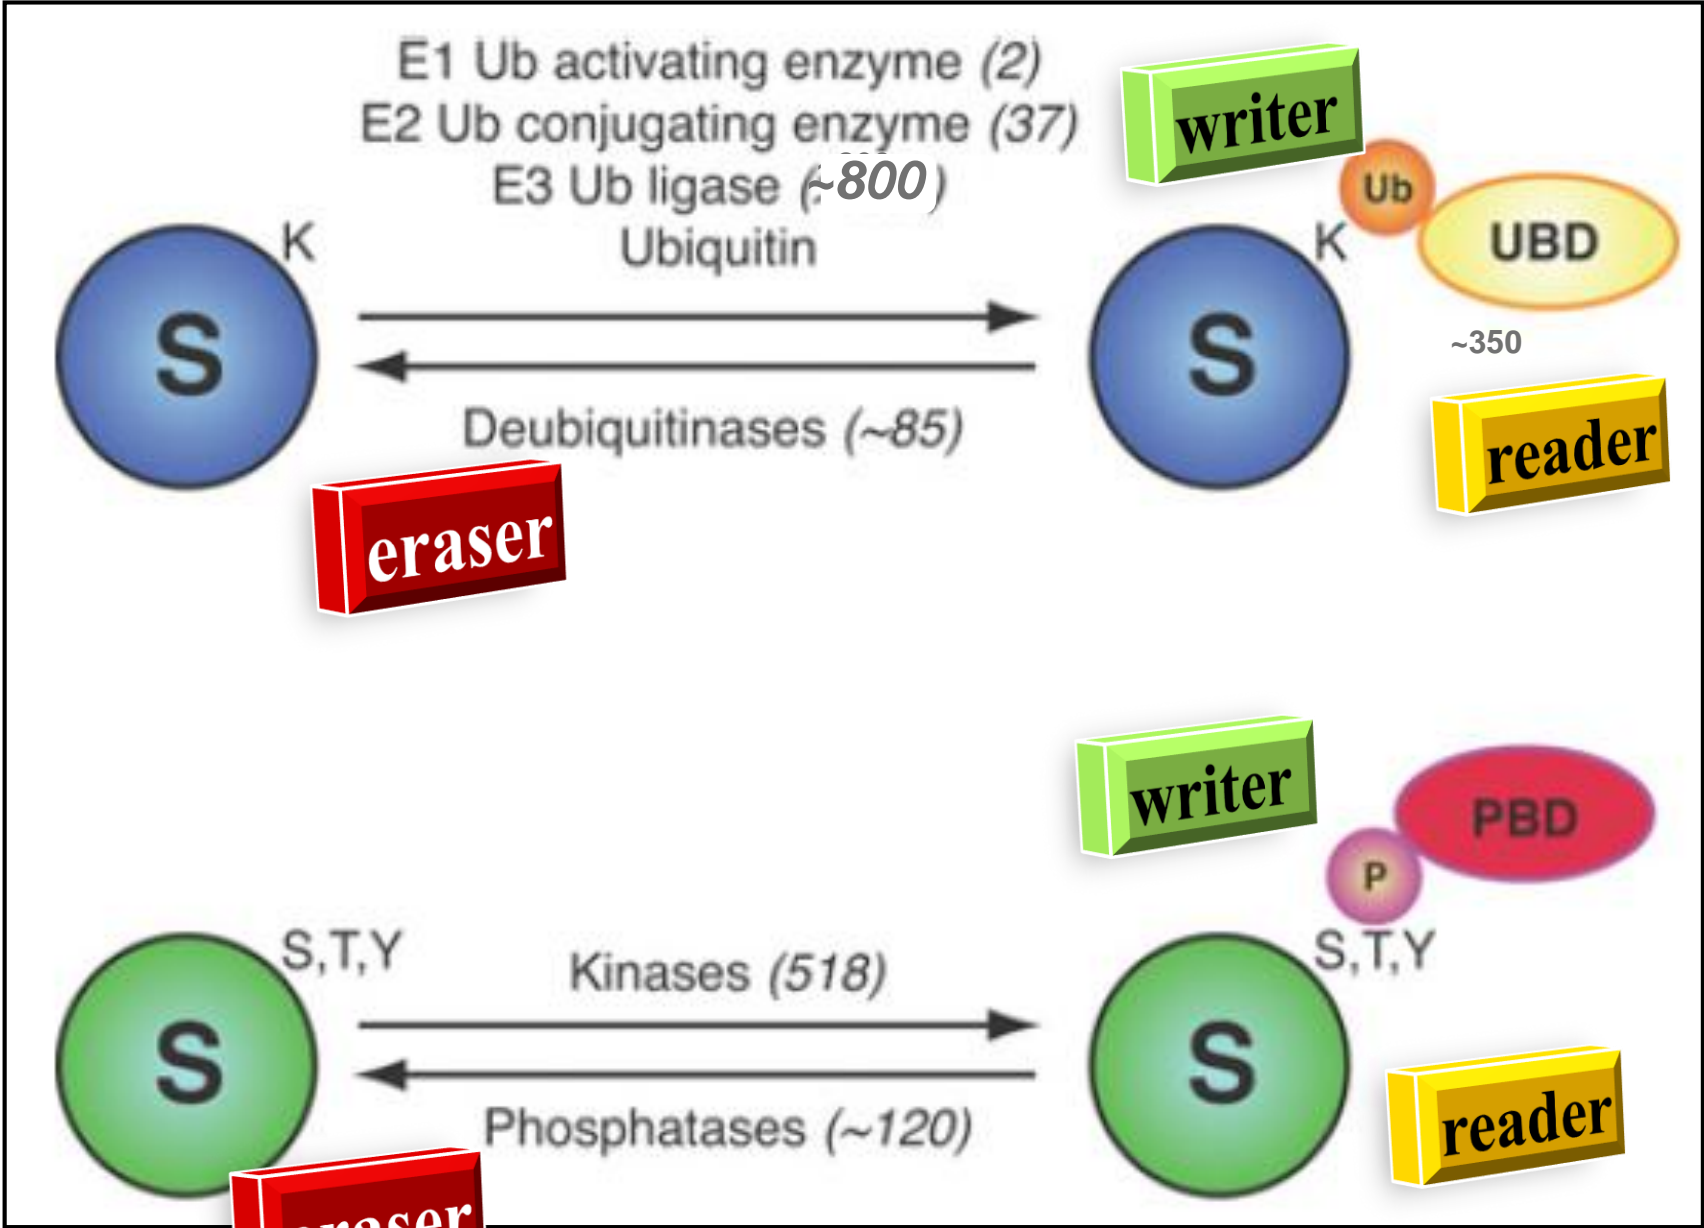 E1 Ub activating enzyme (2)
E2 Ub conjugating enzyme (37)
E3 Ub ligase (~800)
Ubiquitin
writer
Ub
UBD
K
K
S
S
~350
Deubiquitinases (~85)
reader
eraser
writer
PBD
P
S,T,Y
S,T,Y
Kinases (518)
S
S
Phosphatases (~120)
reader
eraser